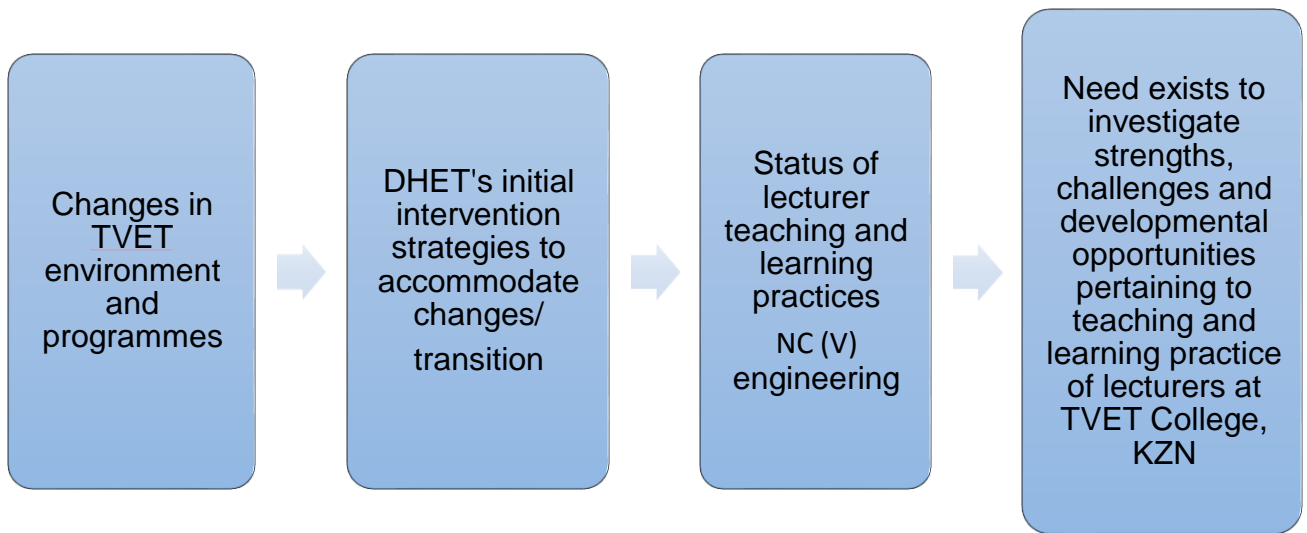 Changes in
TVET
environment
and
programmes
DHET's initial
intervention
strategies to
accommodate
changes/
transition
Status of
lecturer
teaching and
learning
practices
NC (V)
engineering
Need exists to
investigate
strengths,
challenges and
developmental
opportunities
pertaining to
teaching and
learning practice
of lecturers at
TVET College,
KZN